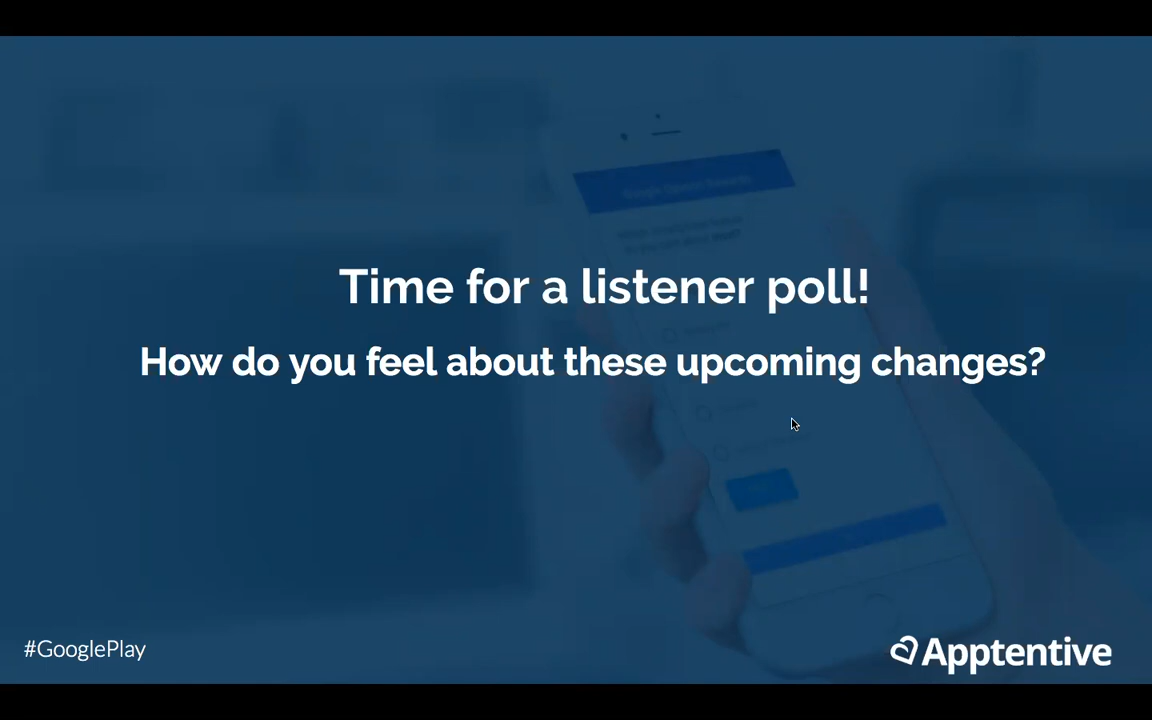 Time for a listener poll!
How do you feel about these upcoming changes?
#GooglePlay
Apptentive